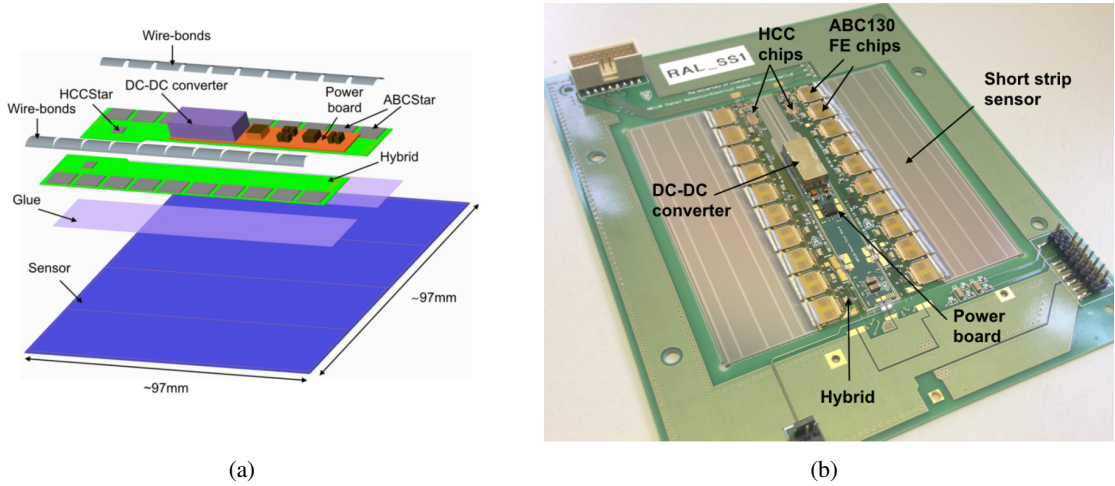 Wire-bonds
DC-DC
converter
HCCStar
Power
board
ABCStar
Wire-bonds
Hybrid
Glue
Sensor
~97mm
~97mm
(a)
HCC
chips
ABC130
FE chips
RAL_SS1
Short strip
sensor
DC-DC
converter
Power
board
Hybrid
(b)